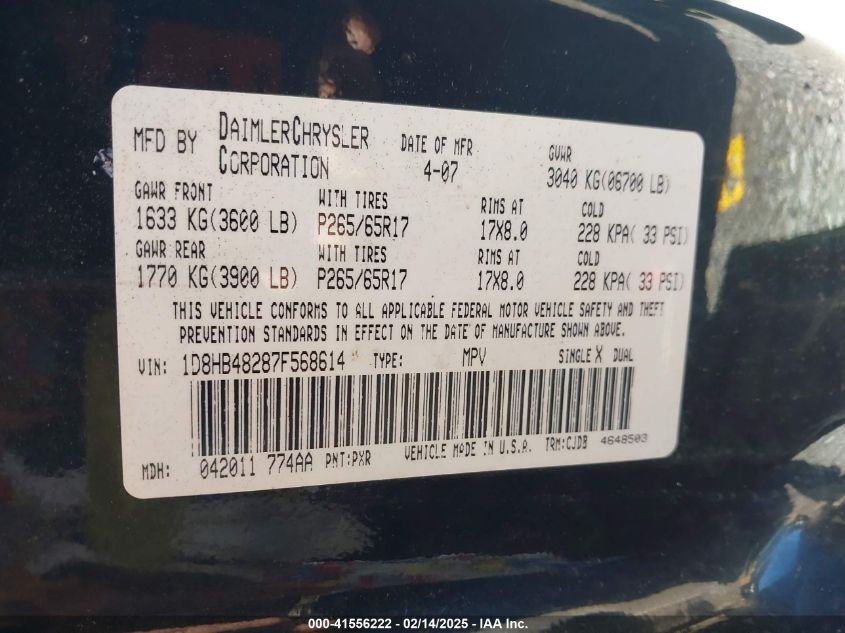 MFD BY DAIMLERCHRYSLER CORPORATION DATE OF MFR 4-07 GVWR 3040 KG(06700 LB)
GAWR FRONT WITH TIRES RIMS AT COLD
1633 KG(3600 LB) P265/65R17 17X8.0 228 KPA( 33 PSI)
GAWR REAR WITH TIRES RIMS AT COLD
1770 KG(3900 LB) P265/65R17 17X8.0 228 KPA( 33 PSI)
THIS VEHICLE CONFORMS TO ALL APPLICABLE FEDERAL MOTOR VEHICLE SAFETY AND THEFT
PREVENTION STANDARDS IN EFFECT ON THE DATE OF MANUFACTURE SHOWN ABOVE.
VIN: 1D8HB48287F568614 TYPE: MPV SINGLE X DUAL
MDH: 042011 774AA PNT:PXR VEHICLE MADE IN U.S.A. TRM:CJDB 4648503
000-41556222 - 02/14/2025 - IAA Inc.